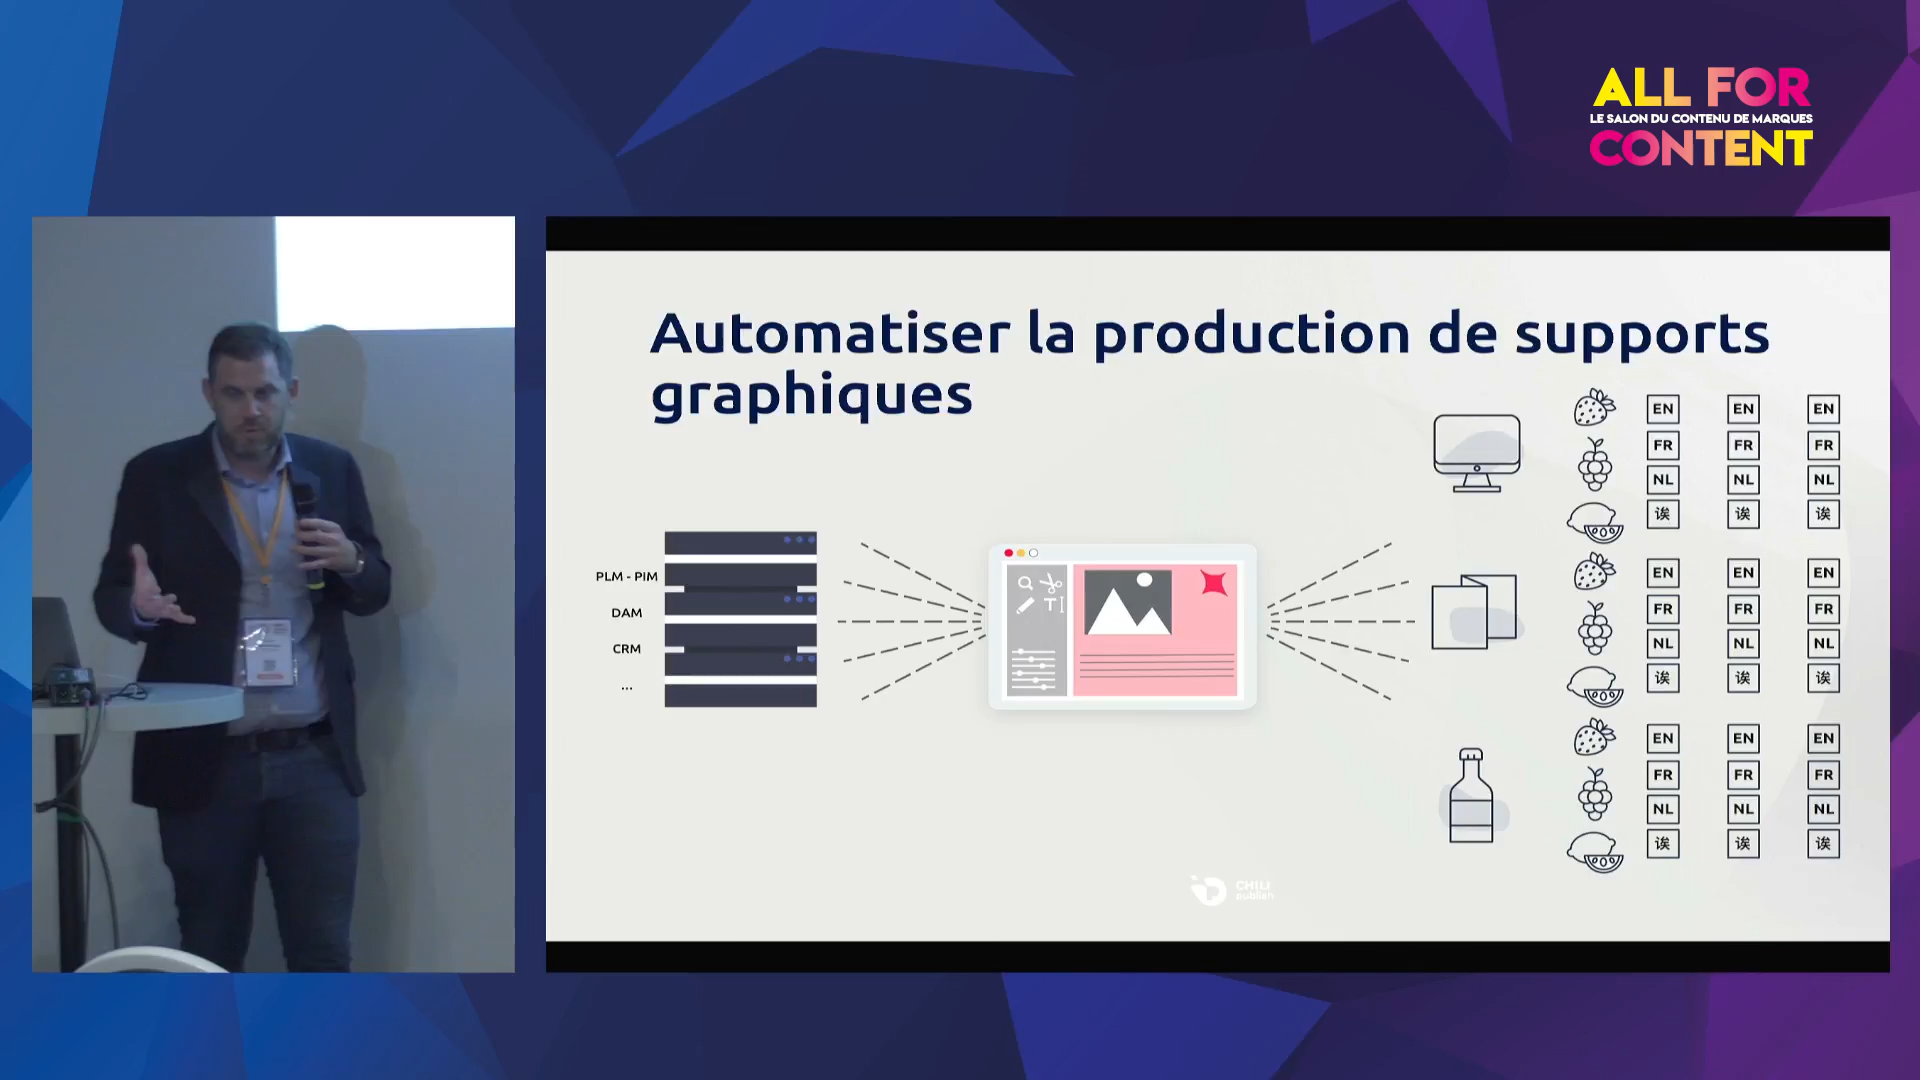 ALL FOR
LE SALON DU CONTENU DE MARQUES
CONTENT
Automatiser la production de supports
graphiques
PLM - PIM
DAM
CRM
...
T
EN EN EN
FR FR FR
NL NL NL
诶 诶 诶
EN EN EN
FR FR FR
NL NL NL
诶 诶 诶
EN EN EN
FR FR FR
NL NL NL
诶 诶 诶
CHILI
publish